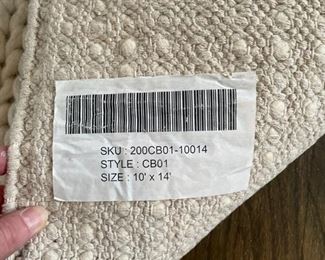 SKU : 200CB01-10014
STYLE : CB01
SIZE : 10' x 14'